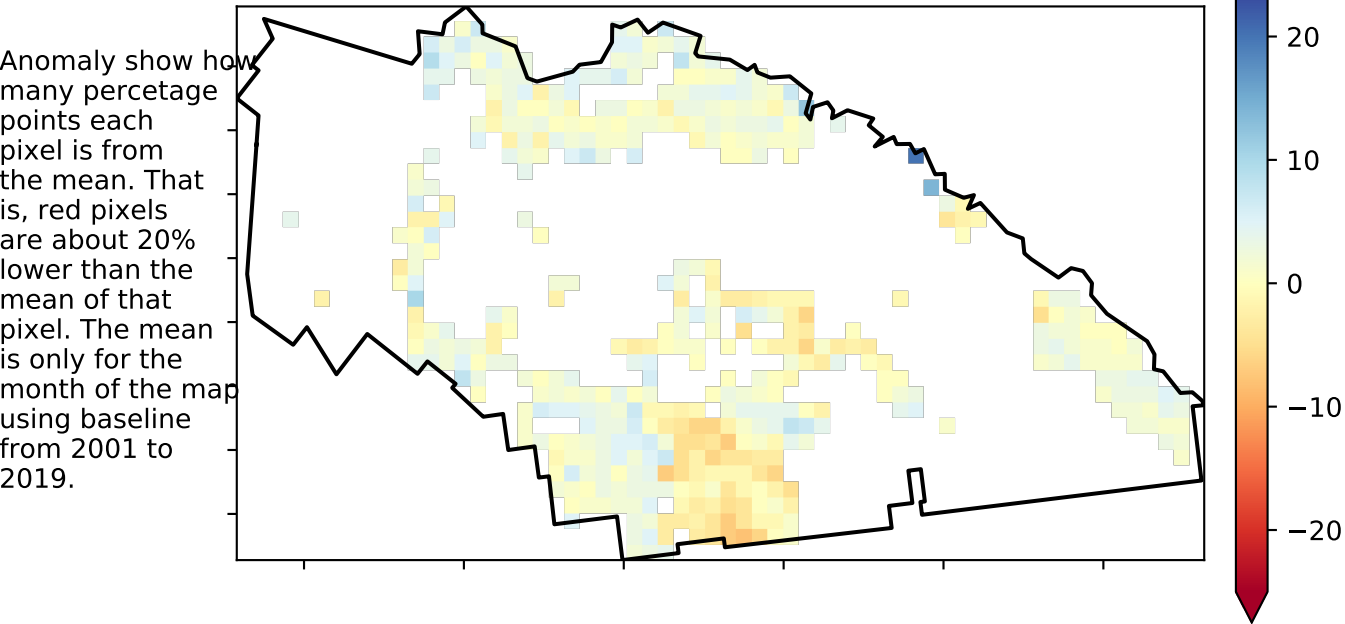 Anomaly show how
many percetage
points each
pixel is from
the mean. That
is, red pixels
are about 20%
lower than the
mean of that
pixel. The mean
is only for the
month of the map
using baseline
from 2001 to
2019.
20
10
0
−10
−20